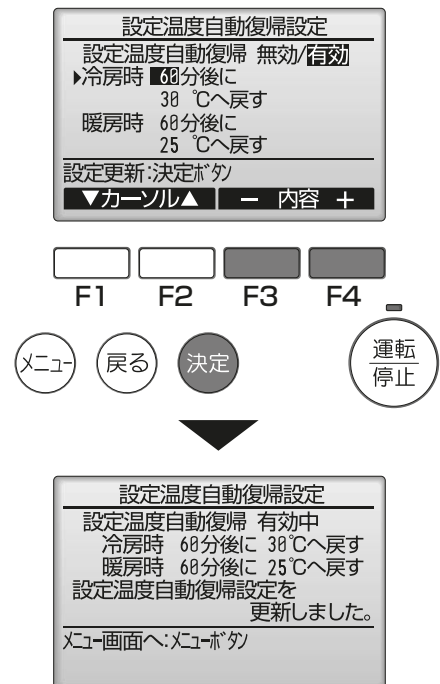 設定温度自動復帰設定
設定温度自動復帰 無効/有効
▶冷房時 60分後に
30 ℃へ戻す
暖房時 60分後に
25 ℃へ戻す
設定更新:決定ﾎﾞﾀﾝ
▼カーソル▲ − 内容 +
F1 F2 F3 F4
ﾒﾆｭｰ 戻る 決定 運転
停止
設定温度自動復帰設定
設定温度自動復帰 有効中
冷房時 60分後に 30℃へ戻す
暖房時 60分後に 25℃へ戻す
設定温度自動復帰設定を
更新しました。
ﾒﾆｭｰ画面へ:ﾒﾆｭｰﾎﾞﾀﾝ